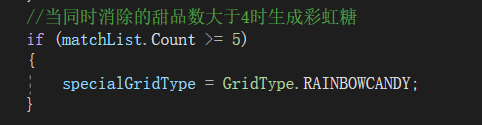 //当同时消除的甜品数大于4时生成彩虹糖
if (matchList.Count >= 5)
{
specialGridType = GridType.RAINBOWCANDY;
}